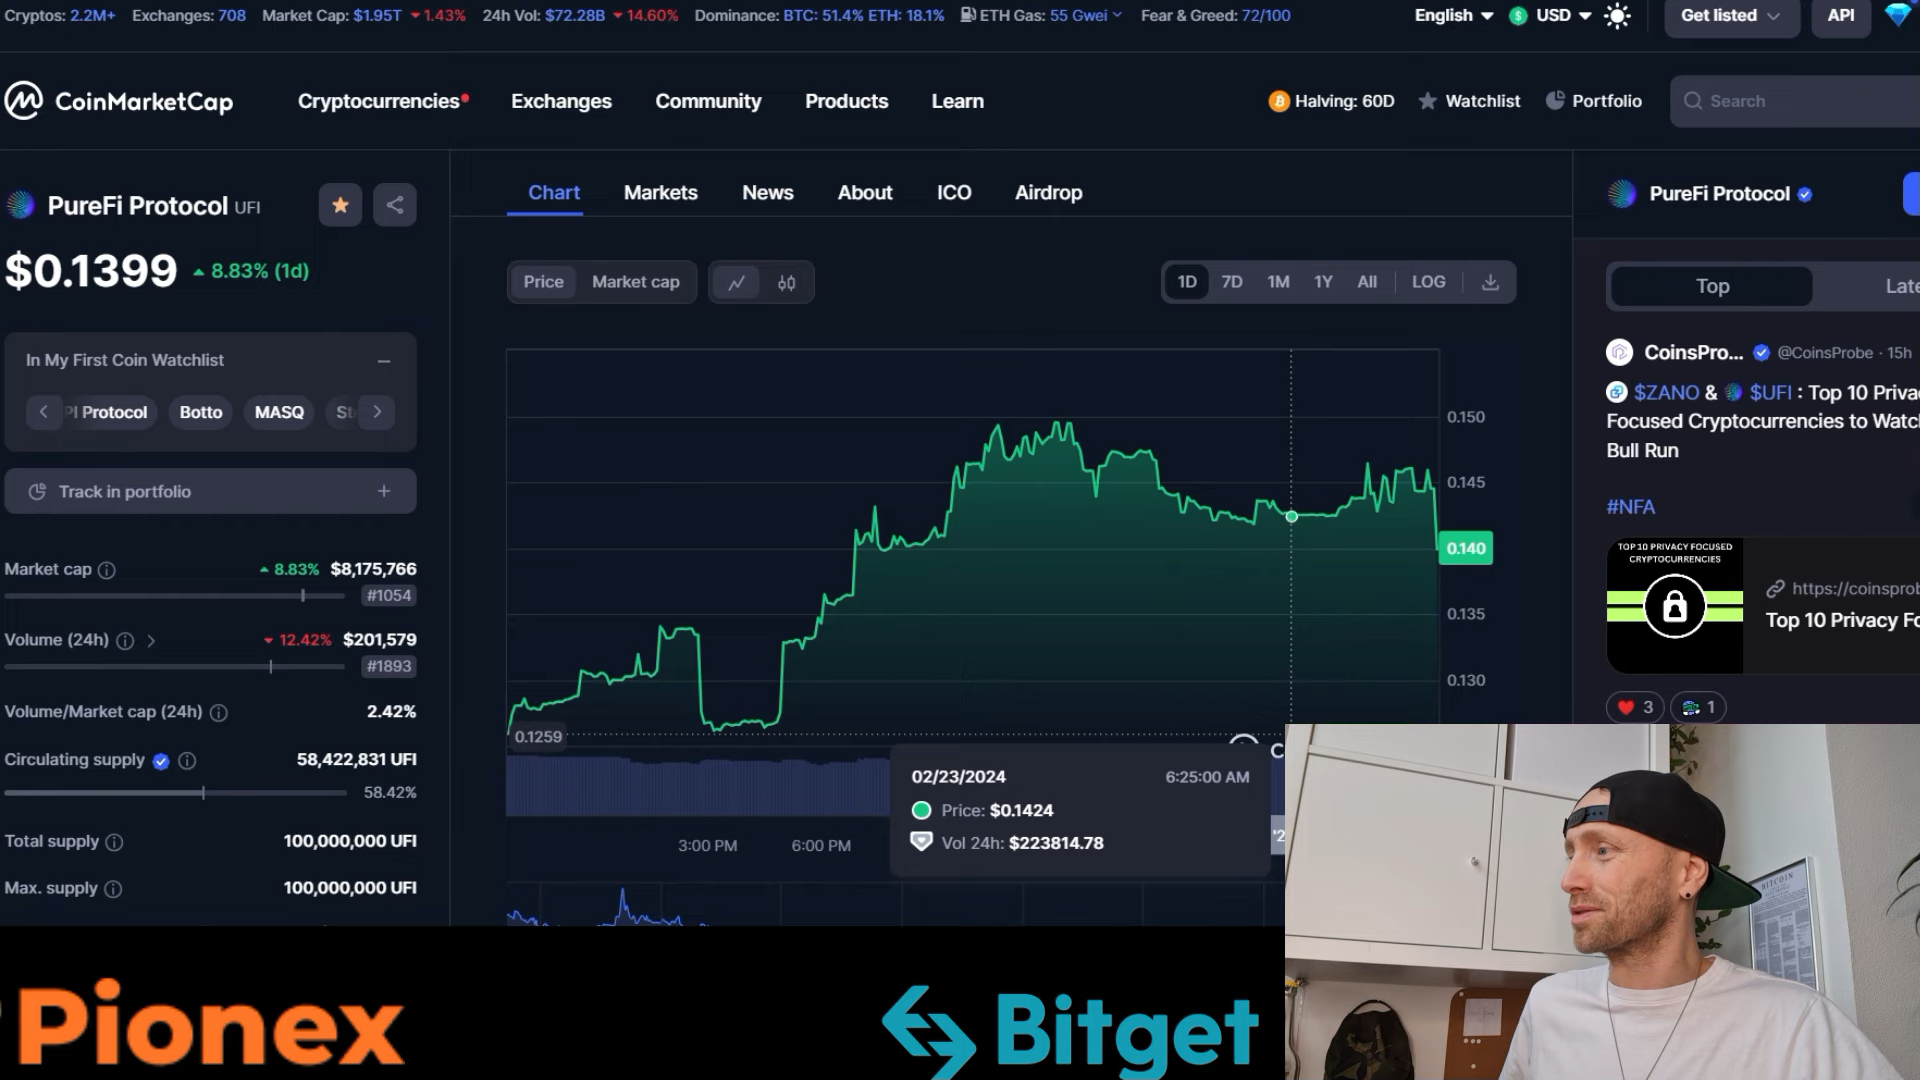 Cryptos: 2.2M+ Exchanges: 708 Market Cap: $1.95T 1.43% 24h Vol: $72.28B 14.60% Dominance: BTC: 51.4% ETH: 18.1% ETH Gas: 55 Gwei Fear & Greed: 72/100
English USD Get listed API
CoinMarketCap Cryptocurrencies Exchanges Community Products Learn
Halving: 60D Watchlist Portfolio Search
PureFi Protocol UFI
$0.1399 8.83% (1d)
In My First Coin Watchlist
Protocol Botto MASQ
Track in portfolio +
Market cap 8.83% $8,175,766
#1054
Volume (24h) 12.42% $201,579
#1893
Volume/Market cap (24h) 2.42%
Circulating supply 58,422,831 UFI
58.42%
Total supply 100,000,000 UFI
Max. supply 100,000,000 UFI
Chart Markets News About ICO Airdrop
Price Market cap
1D 7D 1M 1Y All LOG
0.150
0.145
0.140
0.135
0.130
0.1259
02/23/2024 6:25:00 AM
Price: $0.1424
Vol 24h: $223814.78
3:00 PM 6:00 PM
PureFi Protocol
Top Late
CoinsPro... @CoinsProbe · 15h
$ZANO & $UFI : Top 10 Priva
Focused Cryptocurrencies to Watc
Bull Run
#NFA
TOP 10 PRIVACY FOCUSED
CRYPTOCURRENCIES
https://coinsprob
Top 10 Privacy Fo
3 1
BITCOIN
Pionex
Bitget